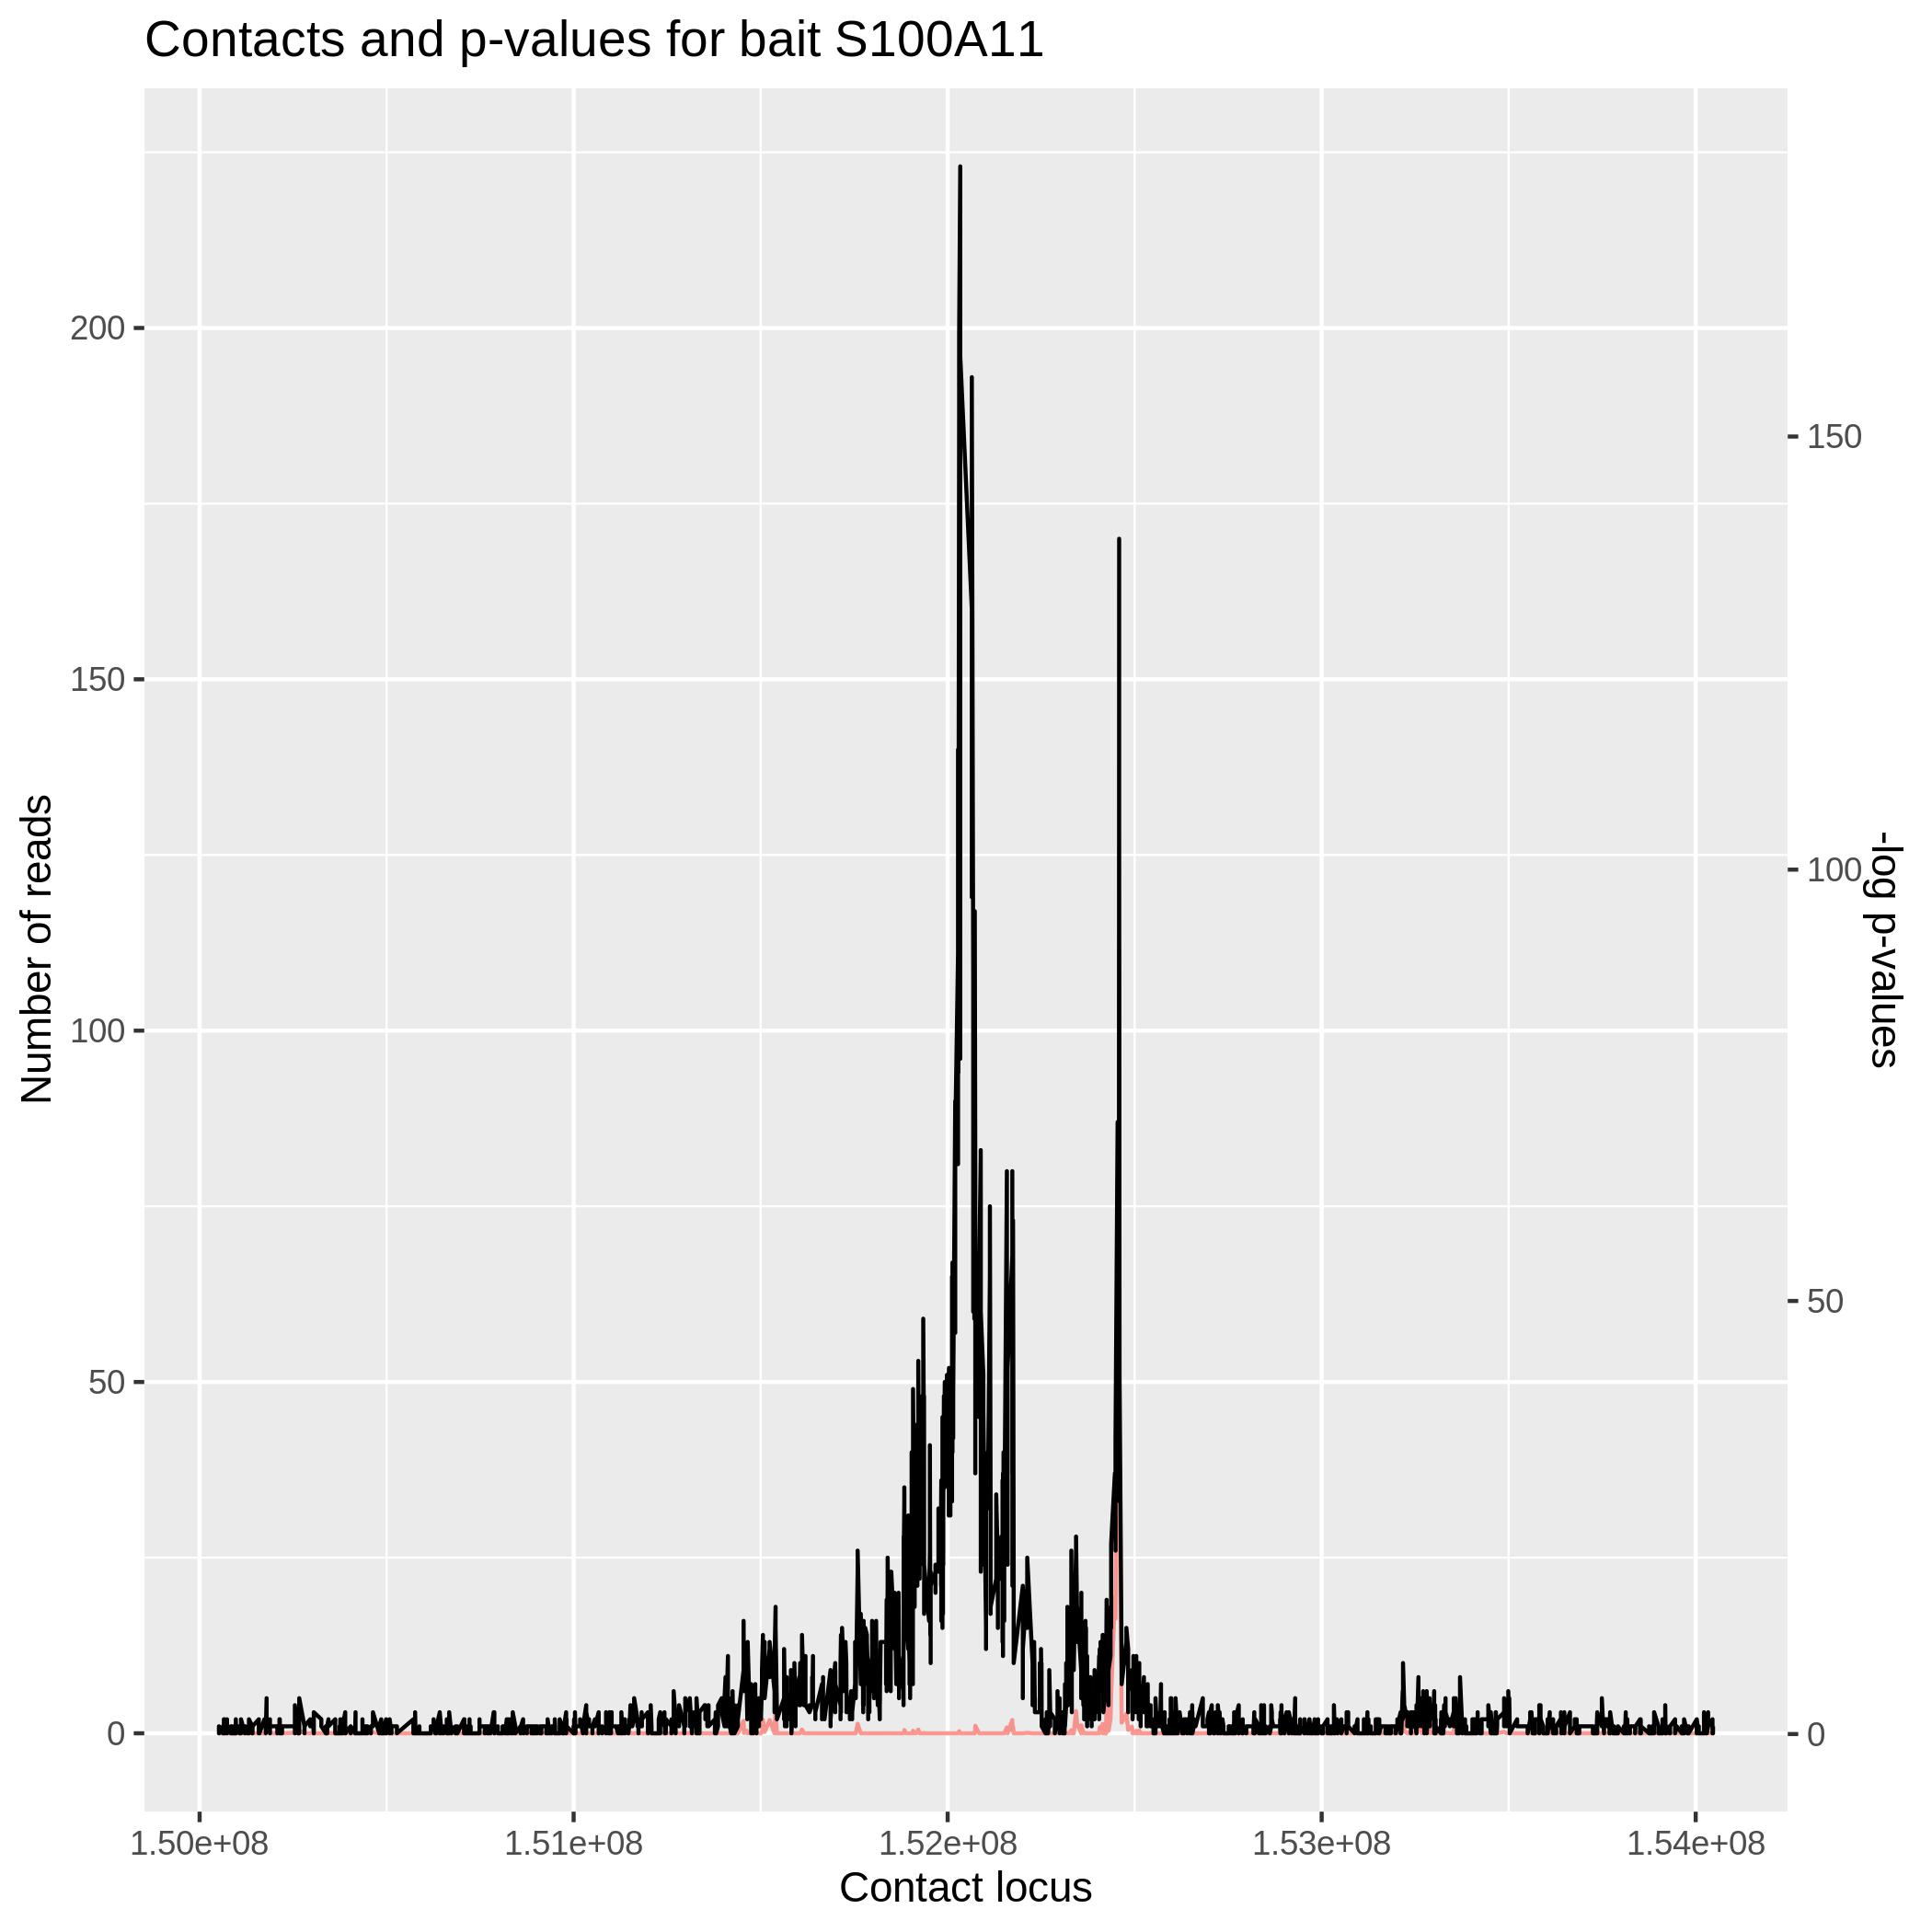 Contacts and p-values for bait S100A11
Number of reads
200
150
100
50
0
150
100
50
0
-log p-values
1.50e+08
1.51e+08
1.52e+08
1.53e+08
1.54e+08
Contact locus